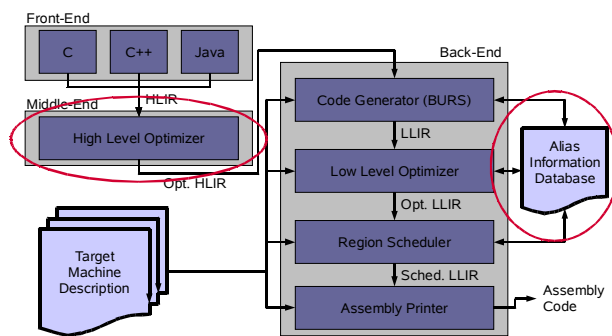 Front-End
C
C++
Java
HLIR
Middle-End
High Level Optimizer
Opt. HLIR
Back-End
Code Generator (BURS)
LLIR
Low Level Optimizer
Opt. LLIR
Region Scheduler
Sched. LLIR
Assembly Printer
Alias
Information
Database
Target
Machine
Description
Assembly
Code